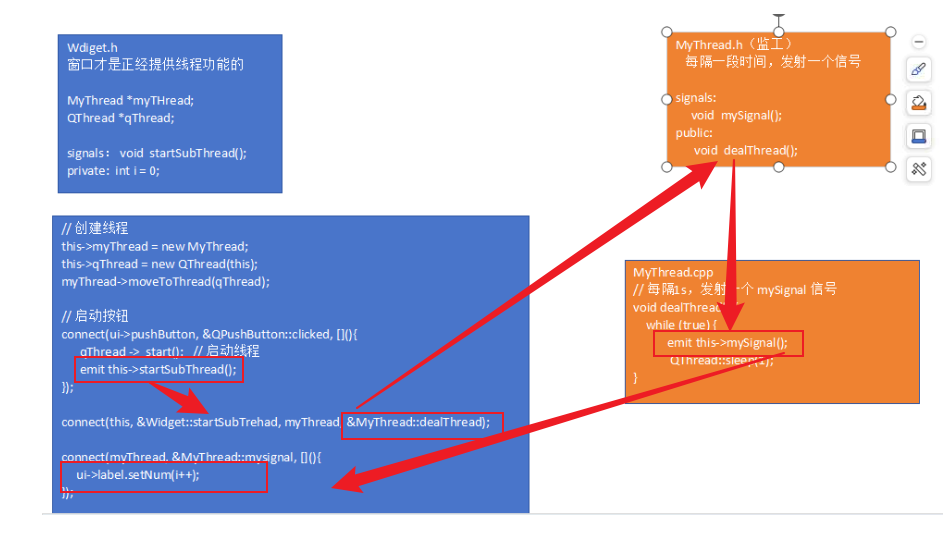 Wdiget.h
窗口才是正经提供线程功能的
MyThread *myTHread;
QThread *qThread;
signals: void startSubThread();
private: int i = 0;
MyThread.h（监工）
每隔一段时间，发射一个信号
signals:
void mySignal();
public:
void dealThread();
// 创建线程
this->myThread = new MyThread;
this->qThread = new QThread(this);
myThread->moveToThread(qThread);
// 启动按钮
connect(ui->pushButton, &QPushButton::clicked, [](){
qThread -> start(); // 启动线程
emit this->startSubThread();
});
connect(this, &Widget::startSubTrehad, myThread, &MyThread::dealThread);
connect(myThread, &MyThread::mysignal, [](){
ui->label.setNum(i++);
});
MyThread.cpp
// 每隔1s，发射一个 mySignal 信号
void dealThread
while (true) {
emit this->mySignal();
QThread::sleep(1);
}